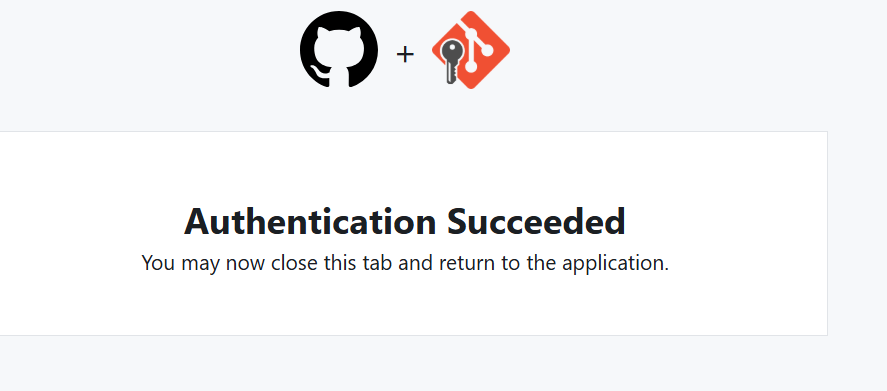 +
Authentication Succeeded
You may now close this tab and return to the application.